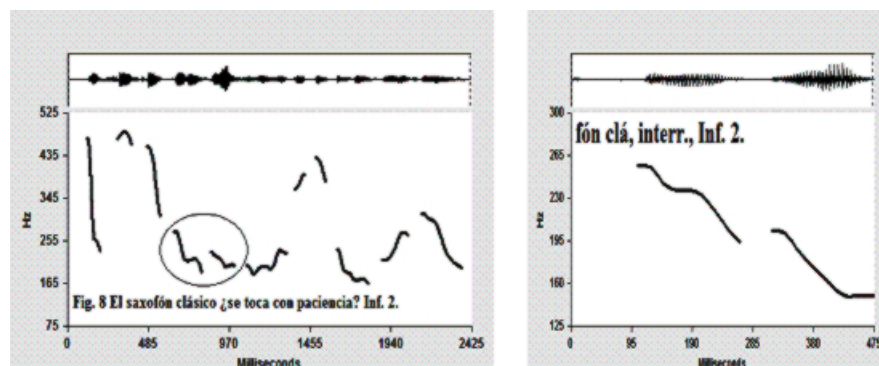 525
435
345
255
165
75
Hz
Fig. 8 El saxofón clásico ¿se toca con paciencia? Inf. 2.
0 485 970 1455 1940 2425
Milliseconds
300
265
230
195
160
125
Hz
fón clá, interr., Inf. 2.
0 95 190 285 380 475
Milliseconds